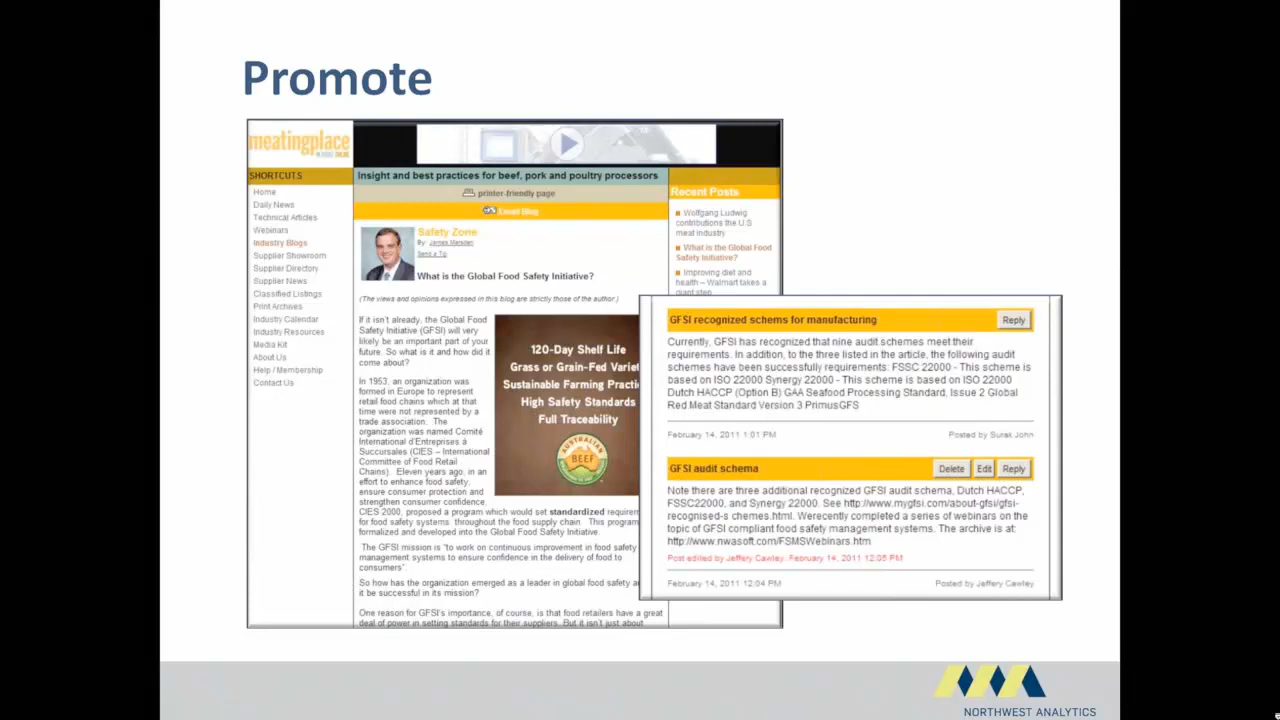 Promote
meatingplace
SHORTCUTS
Home
Daily News
Technical Articles
Webinars
Industry Blogs
Supplier Showroom
Supplier Directory
Supplier News
Classified Listings
Print Archives
Industry Calendar
Industry Resources
Media Kit
About Us
Help / Membership
Contact Us
Insight and best practices for beef, pork and poultry processors
printer-friendly page
Email Blog
Safety Zone
By: James Marsden
Send a Tip
What is the Global Food Safety Initiative?
(The views and opinions expressed in this blog are strictly those of the author.)
If it isn't already, the Global
Food Safety Initiative (GFSI) will very
likely be an important part of your
future. So what is it and how did it
come about?
In 1953, an organization was
formed in Europe to represent
retail food chains which at that
time were not represented by a
trade association. The
organization was named Comité
International d'Entreprises à
Succursales (CIES – International
Committee of Food Retail
Chains). Eleven years ago, in an
effort to enhance food safety,
ensure consumer protection and
strengthen consumer confidence,
CIES 2000, proposed a program which would set standardized requirem
for food safety systems throughout the food supply chain. This program
formalized and developed into the Global Food Safety Initiative.
The GFSI mission is "to work on continuous improvement in food safety
management systems to ensure confidence in the delivery of food to
consumers".
So how has the organization emerged as a leader in global food safety a
it be successful in its mission?
One reason for GFSI's importance, of course, is that food retailers have a great
deal of power in setting standards for their suppliers. But it isn't just about
120-Day Shelf Life
Grass or Grain-Fed Variet
Sustainable Farming Practic
High Safety Standards
Full Traceability
AUSTRALIAN
BEEF
Recent Posts
Wolfgang Ludwig
contributions the U.S
meat industry
What is the Global Food
Safety Initiative?
Improving diet and
health – Walmart takes a
giant step
GFSI recognized schems for manufacturing
Reply
Currently, GFSI has recognized that nine audit schemes meet their
requirements. In addition, to the three listed in the article, the following audit
schemes have been successfully requirements: FSSC 22000 - This scheme is
based on ISO 22000 Synergy 22000 - This scheme is based on ISO 22000
Dutch HACCP (Option B) GAA Seafood Processing Standard, Issue 2 Global
Red Meat Standard Version 3 PrimusGFS
February 14, 2011 1:01 PM
Posted by Surak John
GFSI audit schema
Delete Edit Reply
Note there are three additional recognized GFSI audit schema, Dutch HACCP,
FSSC22000, and Synergy 22000. See http://www.mygfsi.com/about-gfsi/gfsi-
recognised-s chemes.html. Werecently completed a series of webinars on the
topic of GFSI compliant food safety management systems. The archive is at:
http://www.nwasoft.com/FSMSWebinars.htm
Post edited by Jeffery Cawley: February 14, 2011 12:05 PM
February 14, 2011 12:04 PM
Posted by Jeffery Cawley
NORTHWEST ANALYTICS